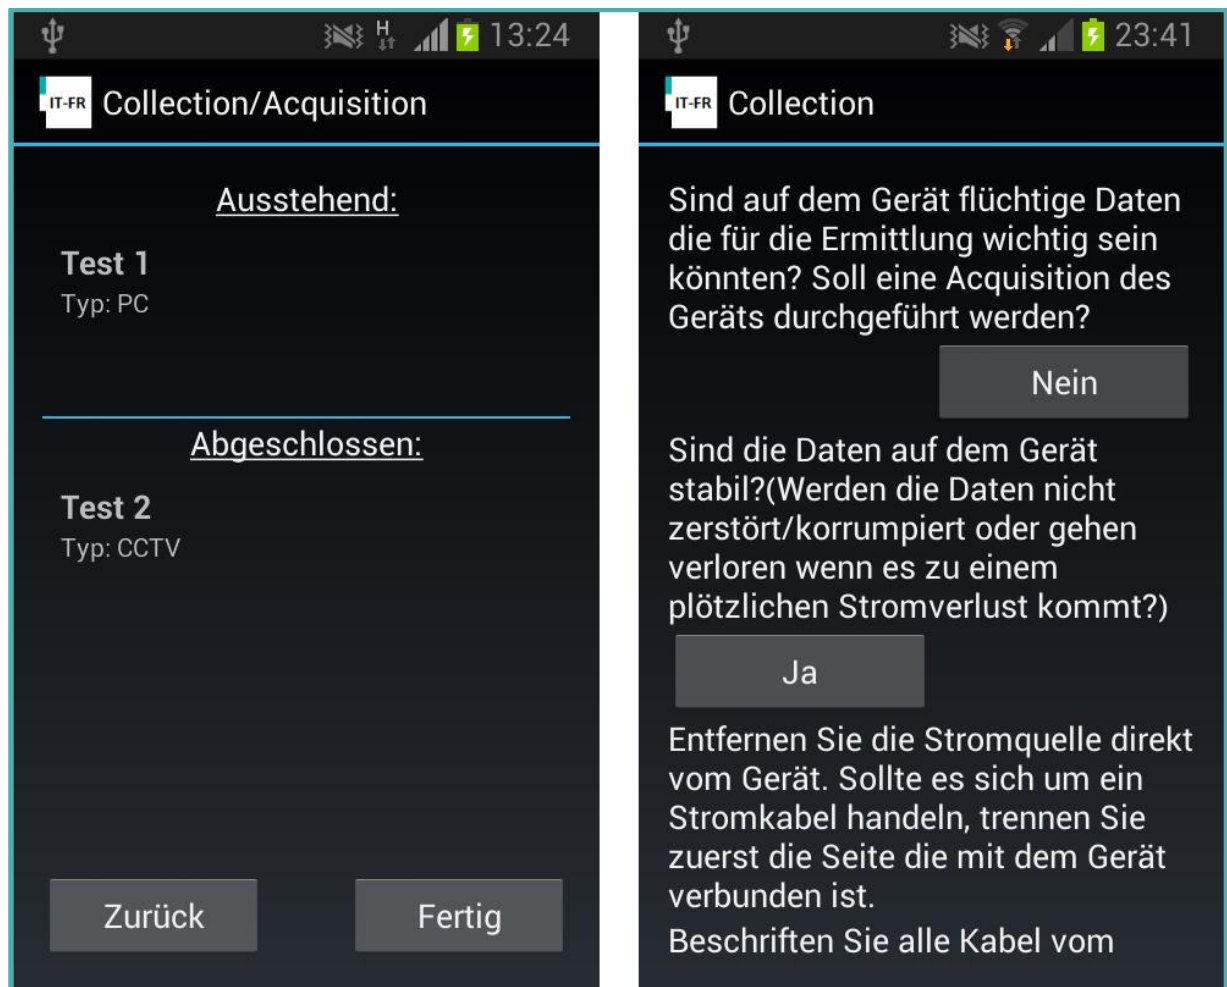 H
13:24
IT-FR Collection/Acquisition
Ausstehend:
Test 1
Typ: PC
Abgeschlossen:
Test 2
Typ: CCTV
Zurück
Fertig
23:41
IT-FR Collection
Sind auf dem Gerät flüchtige Daten
die für die Ermittlung wichtig sein
könnten? Soll eine Acquisition des
Geräts durchgeführt werden?
Nein
Sind die Daten auf dem Gerät
stabil?(Werden die Daten nicht
zerstört/korrumpiert oder gehen
verloren wenn es zu einem
plötzlichen Stromverlust kommt?)
Ja
Entfernen Sie die Stromquelle direkt
vom Gerät. Sollte es sich um ein
Stromkabel handeln, trennen Sie
zuerst die Seite die mit dem Gerät
verbunden ist.
Beschriften Sie alle Kabel vom